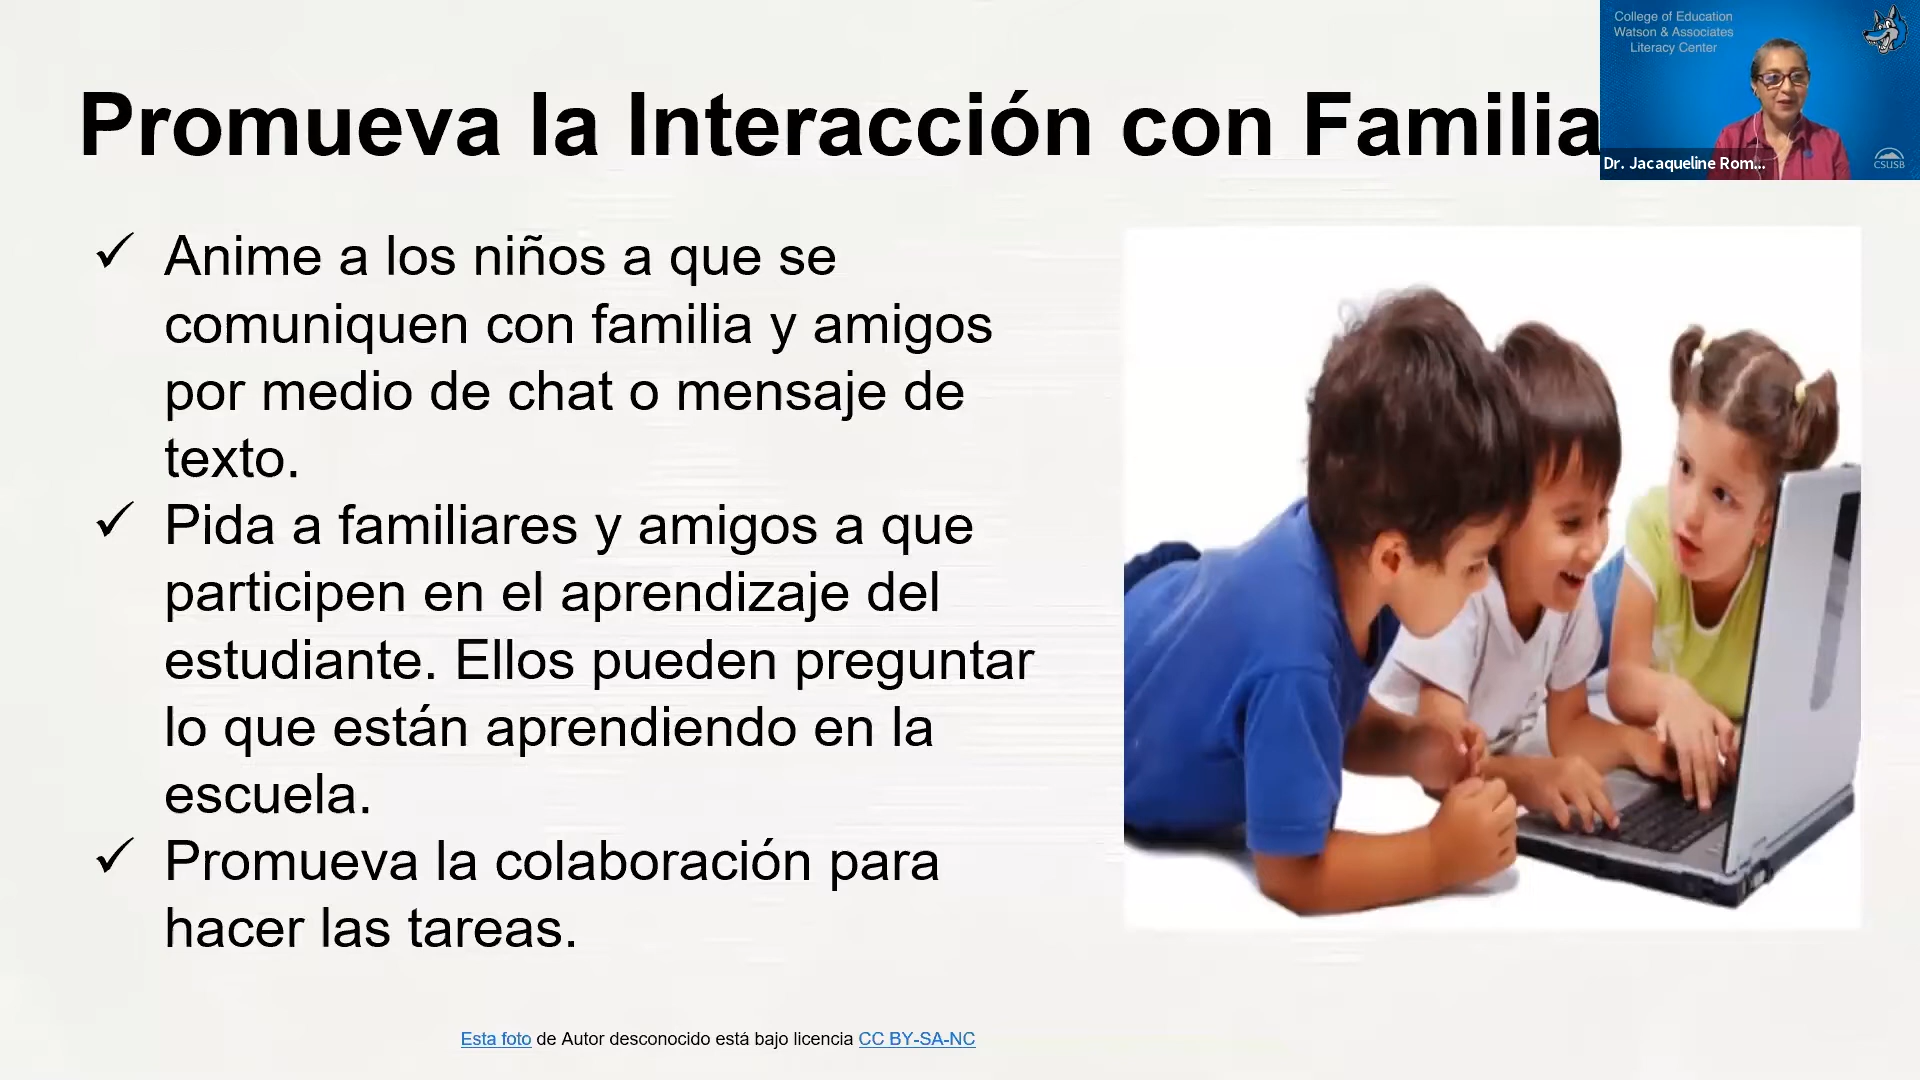 College of Education
Watson & Associates
Literacy Center
Promueva la Interacción con Familia
Dr. Jacaqueline Rom...
CSUSB
✓ Anime a los niños a que se
comuniquen con familia y amigos
por medio de chat o mensaje de
texto.
✓ Pida a familiares y amigos a que
participen en el aprendizaje del
estudiante. Ellos pueden preguntar
lo que están aprendiendo en la
escuela.
✓ Promueva la colaboración para
hacer las tareas.
Esta foto de Autor desconocido está bajo licencia CC BY-SA-NC